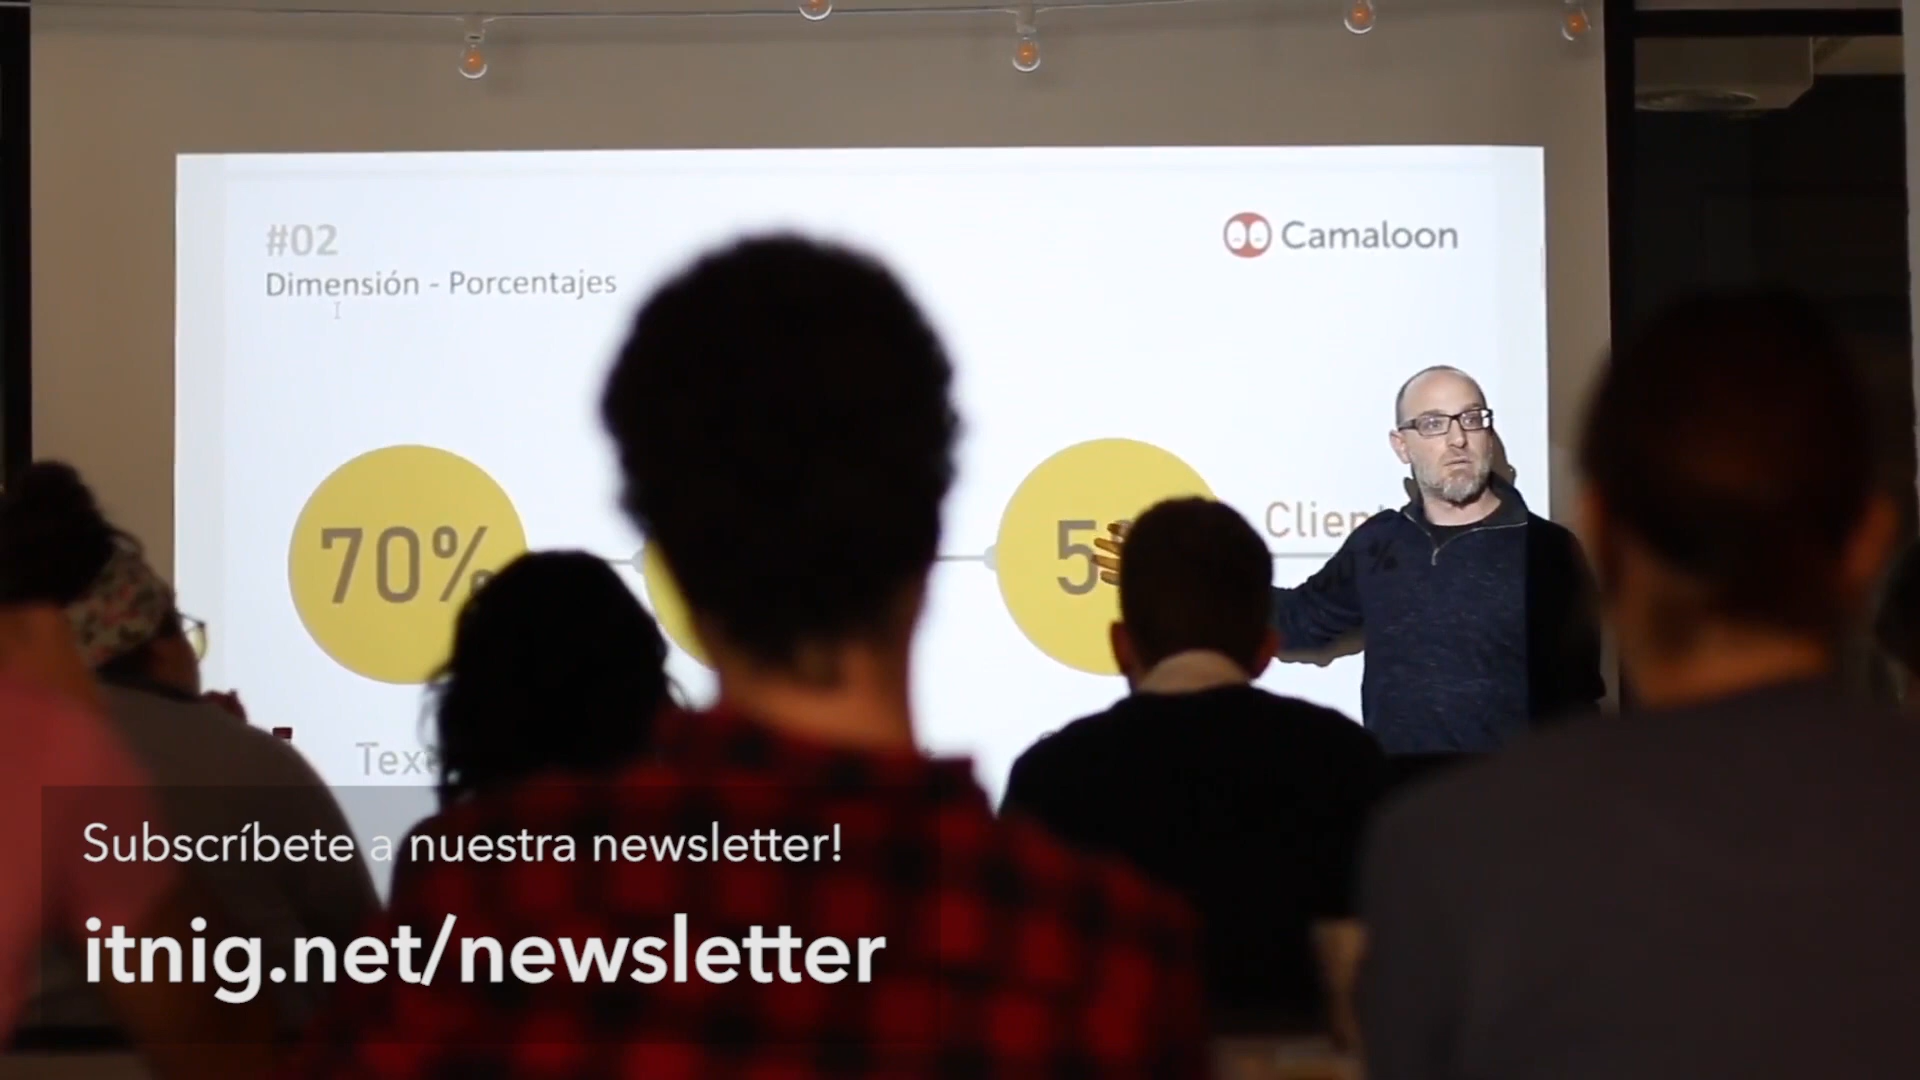 #02
Camaloon
Dimensión - Porcentajes
70%
Subscríbete a nuestra newsletter!
itnig.net/newsletter